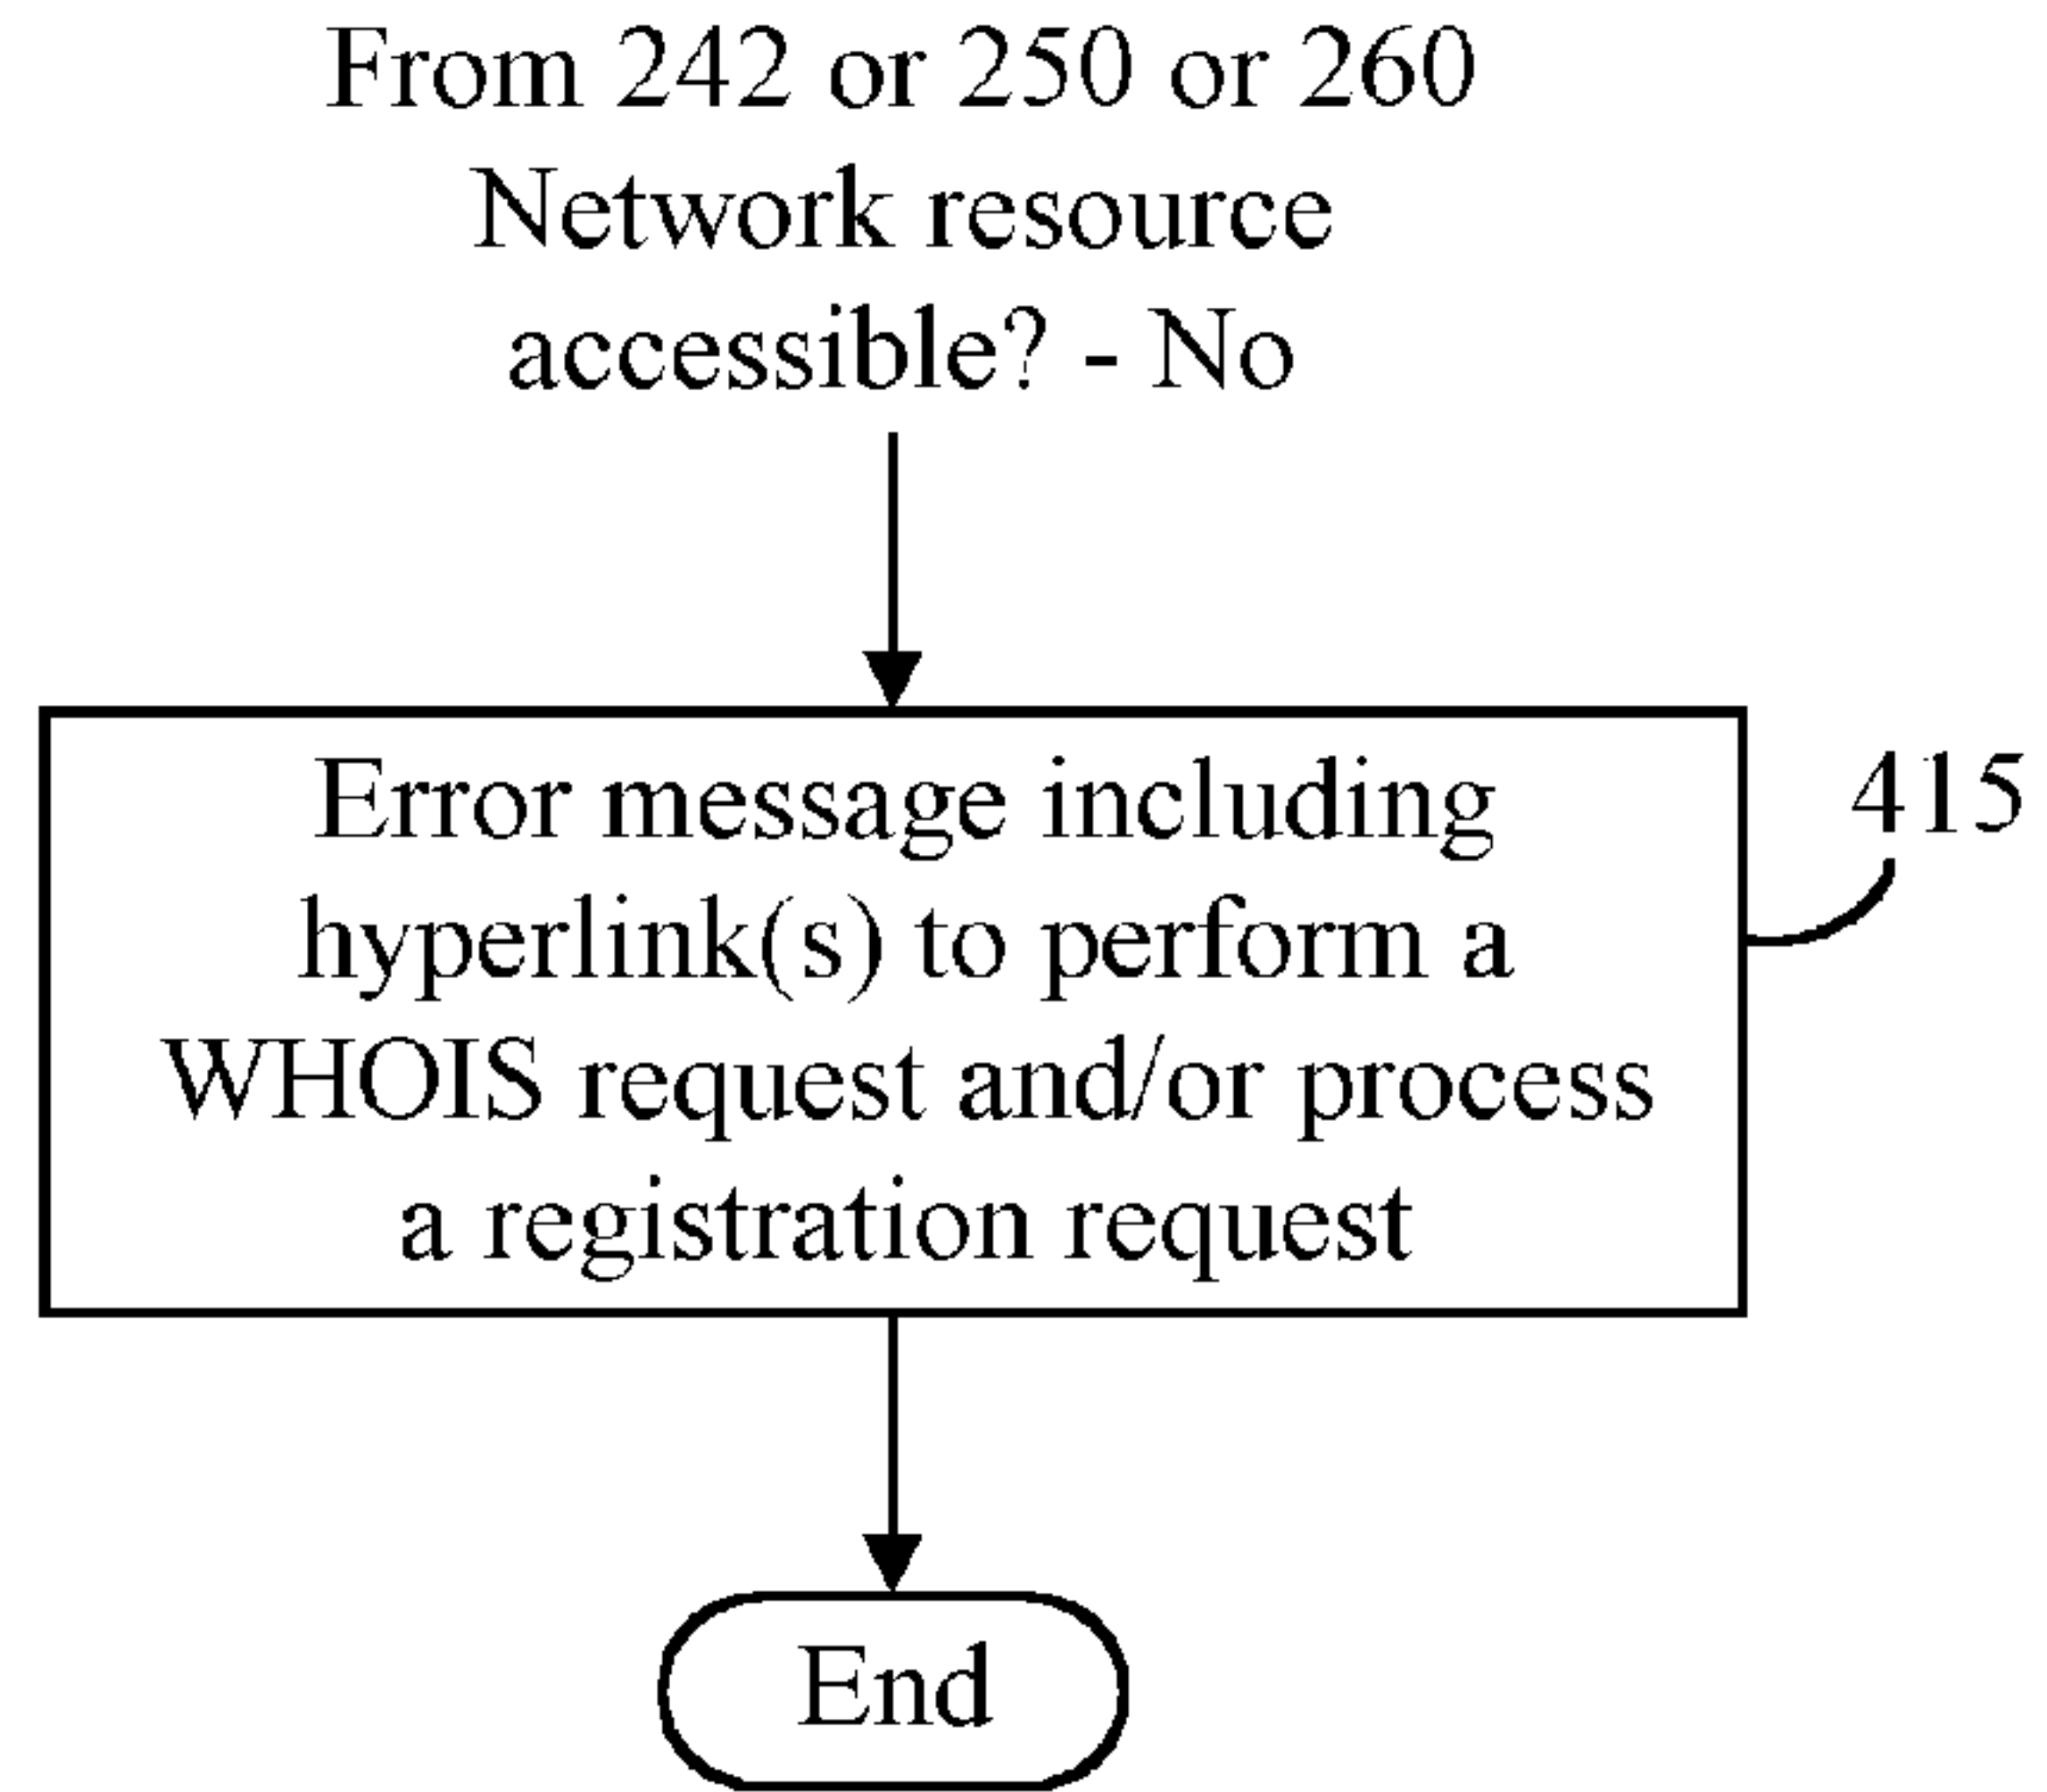 From 242 or 250 or 260
Network resource
accessible? - No
Error message including
hyperlink(s) to perform a
WHOIS request and/or process
a registration request
415
End